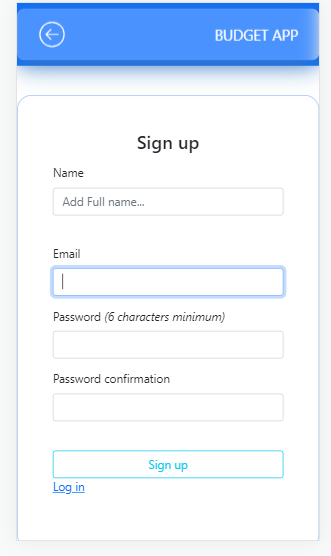 BUDGET APP
Sign up
Name
Add Full name...
Email
Password (6 characters minimum)
Password confirmation
Sign up
Log in